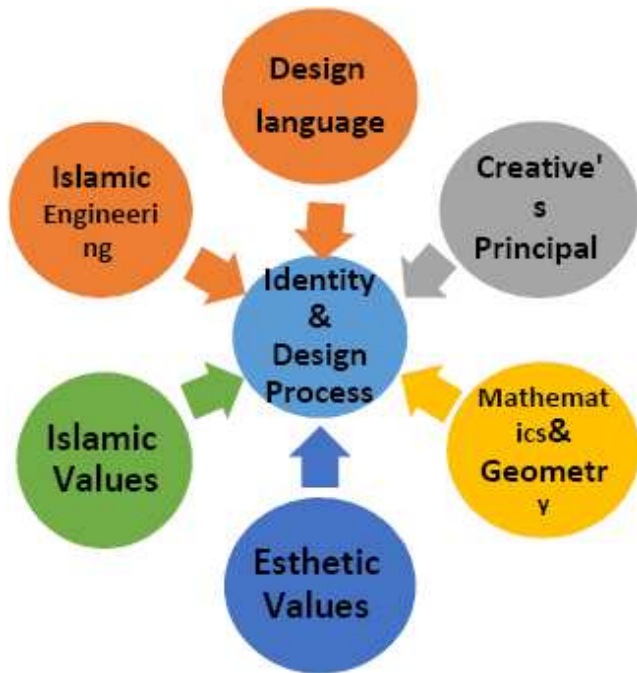 Design
language
Creative'
s
Principal
Mathemat
ics&
Geometr
y
Esthetic
Values
Islamic
Values
Islamic
Engineeri
ng
Identity
&
Design
Process